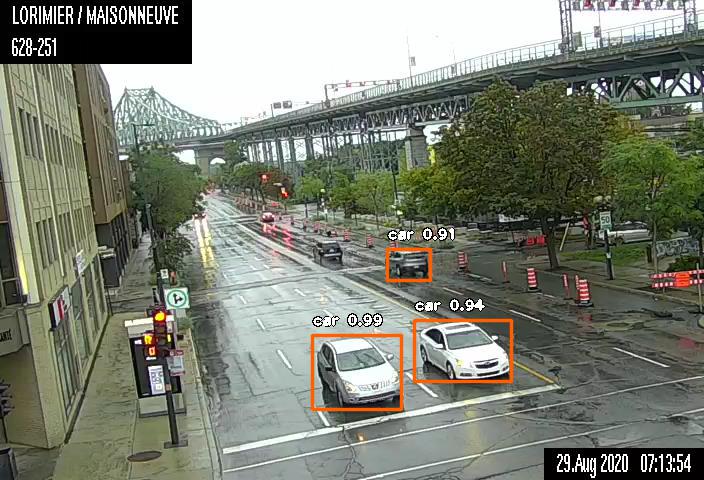 LORIMIER / MAISONNEUVE
628-251
car 0.91
car 0.94
car 0.99
50
29.Aug 2020 07:13:54